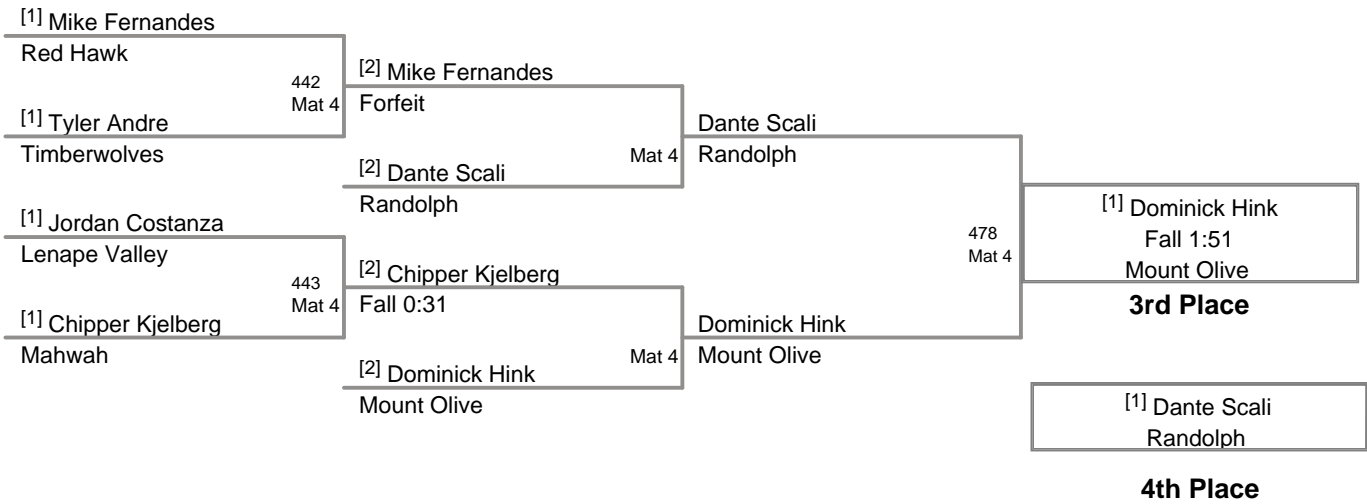 [1] Mike Fernandes
Red Hawk
442
Mat 4
[1] Tyler Andre
Timberwolves
[2] Mike Fernandes
Forfeit
[2] Dante Scali
Randolph
Mat 4
Dante Scali
Randolph
[1] Jordan Costanza
Lenape Valley
443
Mat 4
[1] Chipper Kjelberg
Mahwah
[2] Chipper Kjelberg
Fall 0:31
[2] Dominick Hink
Mount Olive
Mat 4
Dominick Hink
Mount Olive
478
Mat 4
[1] Dominick Hink
Fall 1:51
Mount Olive
3rd Place
[1] Dante Scali
Randolph
4th Place